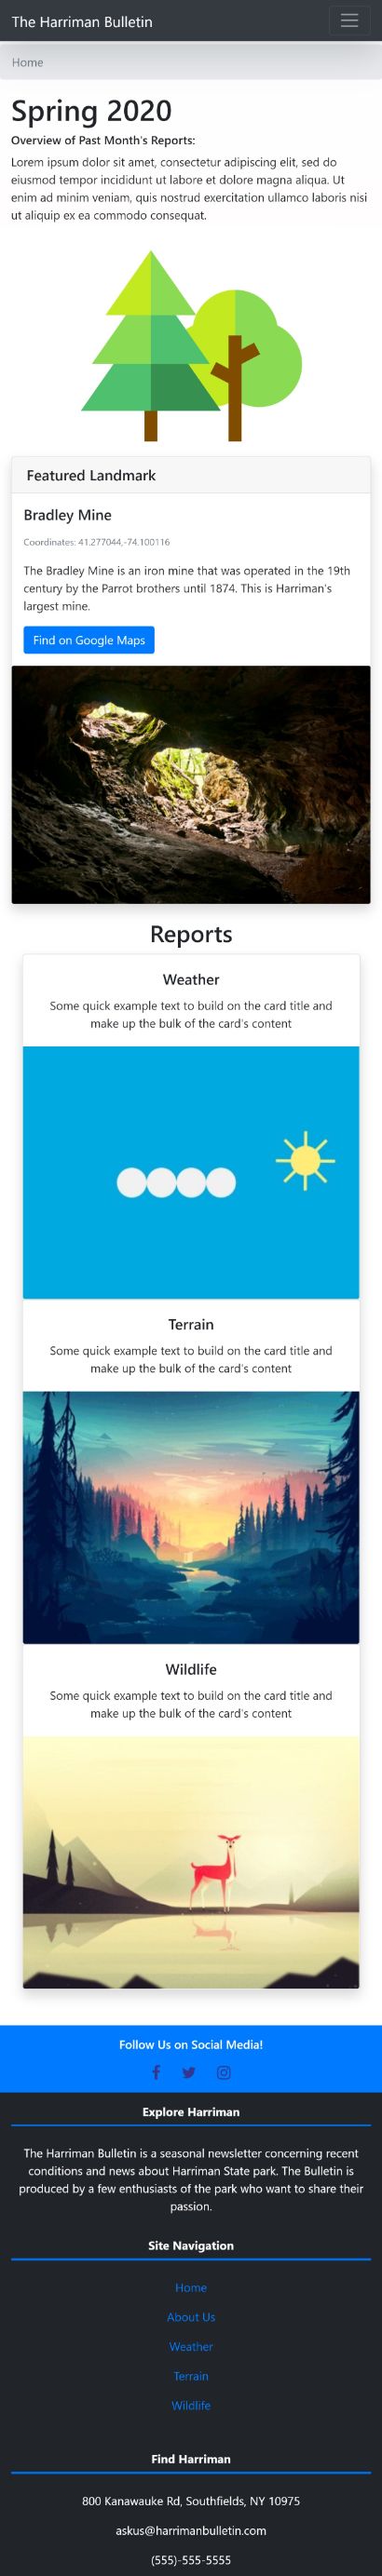 The Harriman Bulletin
Home
Spring 2020
Overview of Past Month's Reports:
Lorem ipsum dolor sit amet, consectetur adipiscing elit, sed do
eiusmod tempor incididunt ut labore et dolore magna aliqua. Ut
enim ad minim veniam, quis nostrud exercitation ullamco laboris nisi
ut aliquip ex ea commodo consequat.
Featured Landmark
Bradley Mine
Coordinates: 41.277044,-74.100116
The Bradley Mine is an iron mine that was operated in the 19th
century by the Parrot brothers until 1874. This is Harriman's
largest mine.
Find on Google Maps
Reports
Weather
Some quick example text to build on the card title and
make up the bulk of the card's content
Terrain
Some quick example text to build on the card title and
make up the bulk of the card's content
Wildlife
Some quick example text to build on the card title and
make up the bulk of the card's content
Follow Us on Social Media!
Explore Harriman
The Harriman Bulletin is a seasonal newsletter concerning recent
conditions and news about Harriman State park. The Bulletin is
produced by a few enthusiasts of the park who want to share their
passion.
Site Navigation
Home
About Us
Weather
Terrain
Wildlife
Find Harriman
800 Kanawauke Rd, Southfields, NY 10975
askus@harrimanbulletin.com
(555)-555-5555